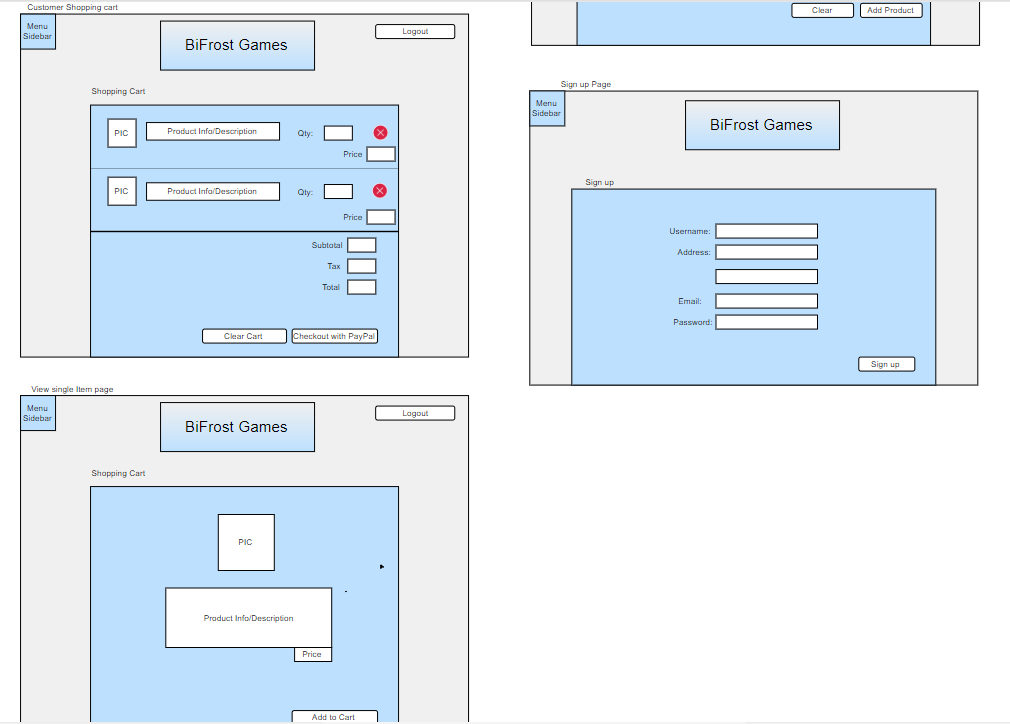 Customer Shopping cart
Menu
Sidebar
BiFrost Games
Logout
Shopping Cart
PIC
Product Info/Description
Qty:
Price
PIC
Product Info/Description
Qty:
Price
Subtotal
Tax
Total
Clear Cart
Checkout with PayPal
View single Item page
Menu
Sidebar
BiFrost Games
Logout
Shopping Cart
PIC
Product Info/Description
Price
Add to Cart
Clear
Add Product
Sign up Page
Menu
Sidebar
BiFrost Games
Sign up
Username:
Address:
Email:
Password:
Sign up